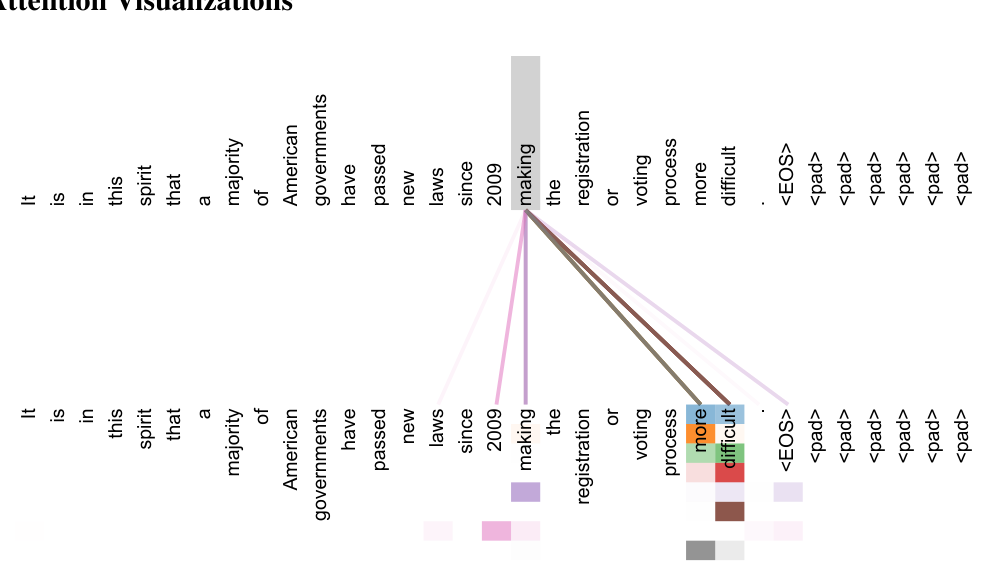 Attention Visualizations
It is in this spirit that a majority of American governments have passed new laws since 2009 making the registration or voting process more difficult . <EOS> <pad> <pad> <pad> <pad> <pad> <pad>
It is in this spirit that a majority of American governments have passed new laws since 2009 making the registration or voting process more difficult . <EOS> <pad> <pad> <pad> <pad> <pad> <pad>